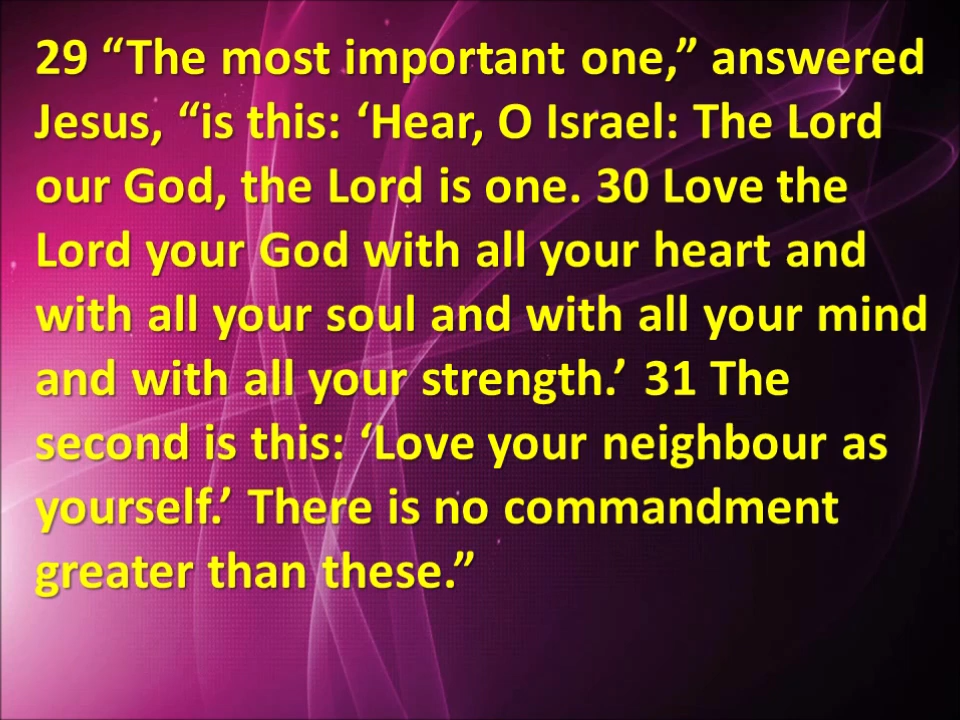 29 “The most important one,” answered
Jesus, “is this: ‘Hear, O Israel: The Lord
our God, the Lord is one. 30 Love the
Lord your God with all your heart and
with all your soul and with all your mind
and with all your strength.’ 31 The
second is this: ‘Love your neighbour as
yourself.’ There is no commandment
greater than these.”